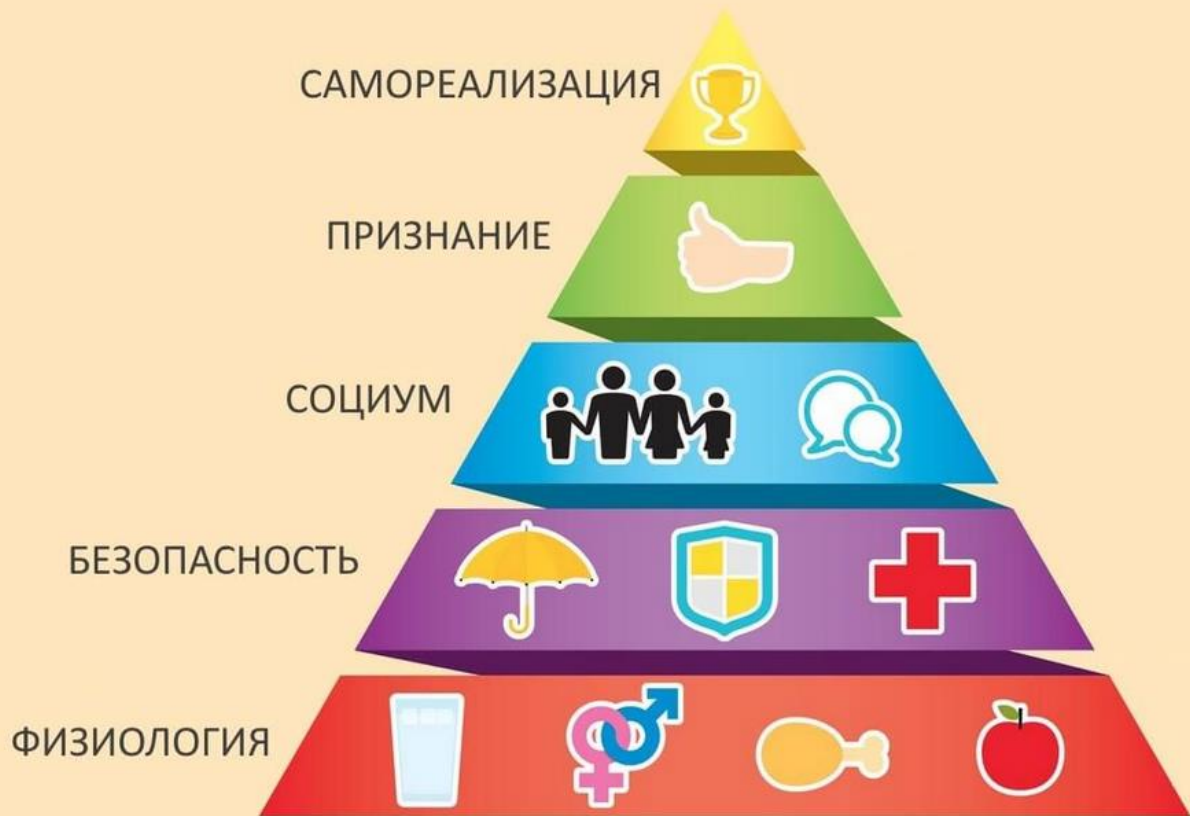 САМОРЕАЛИЗАЦИЯ
ПРИЗНАНИЕ
СОЦИУМ
БЕЗОПАСНОСТЬ
ФИЗИОЛОГИЯ